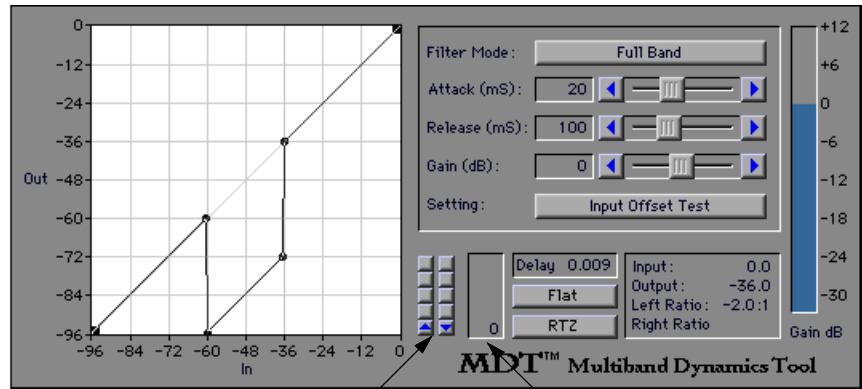 0
-12
-24
-36
Out -48
-60
-72
-84
-96
-96 -84 -72 -60 -48 -36 -24 -12 0
In
Filter Mode: Full Band
Attack (mS): 20
Release (mS): 100
Gain (dB): 0
Setting: Input Offset Test
0
Delay 0.009
Flat
RTZ
Input: 0.0
Output: -36.0
Left Ratio: -2.0:1
Right Ratio
+12
+6
0
-6
-12
-18
-24
-30
Gain dB
MDT™ Multiband Dynamics Tool